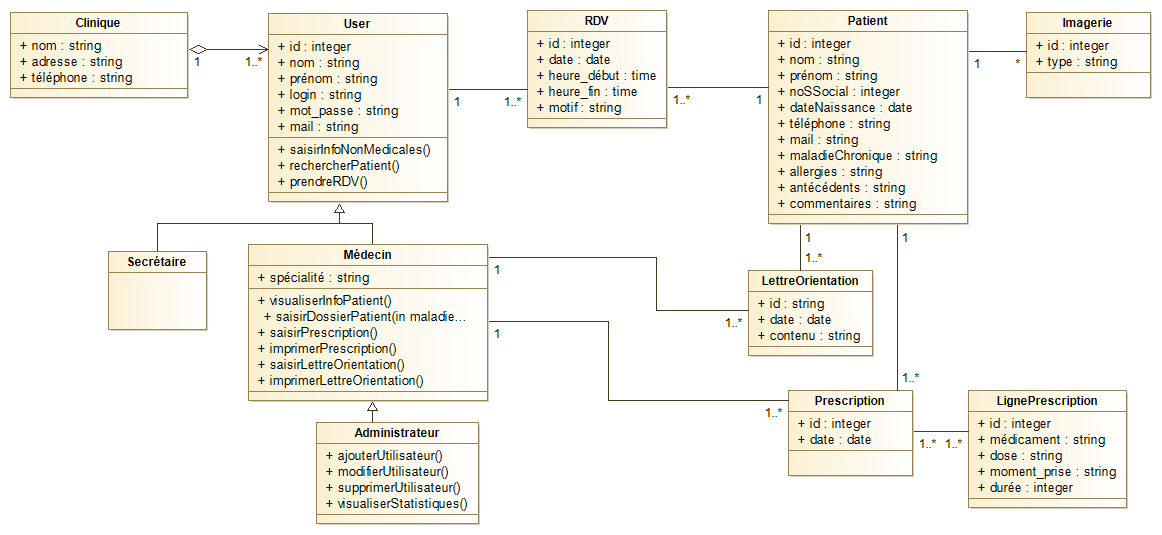 Clinique
+ nom : string
+ adresse : string
+ téléphone : string
1
1..*
User
+ id : integer
+ nom : string
+ prénom : string
+ login : string
+ mot_passe : string
+ mail : string
+ saisirInfoNonMedicales()
+ rechercherPatient()
+ prendreRDV()
1
1..*
RDV
+ id : integer
+ date : date
+ heure_début : time
+ heure_fin : time
+ motif : string
1..*
1
Patient
+ id : integer
+ nom : string
+ prénom : string
+ noSSocial : integer
+ dateNaissance : date
+ téléphone : string
+ mail : string
+ maladieChronique : string
+ allergies : string
+ antécédents : string
+ commentaires : string
1
*
Imagerie
+ id : integer
+ type : string
1
1..*
1
1..*
Secrétaire
Médecin
+ spécialité : string
+ visualiserInfoPatient()
+ saisirDossierPatient(in maladie...
+ saisirPrescription()
+ imprimerPrescription()
+ saisirLettreOrientation()
+ imprimerLettreOrientation()
1
1..*
1
1..*
LettreOrientation
+ id : string
+ date : date
+ contenu : string
Administrateur
+ ajouterUtilisateur()
+ modifierUtilisateur()
+ supprimerUtilisateur()
+ visualiserStatistiques()
Prescription
+ id : integer
+ date : date
1..*
1..*
LignePrescription
+ id : integer
+ médicament : string
+ dose : string
+ moment_prise : string
+ durée : integer